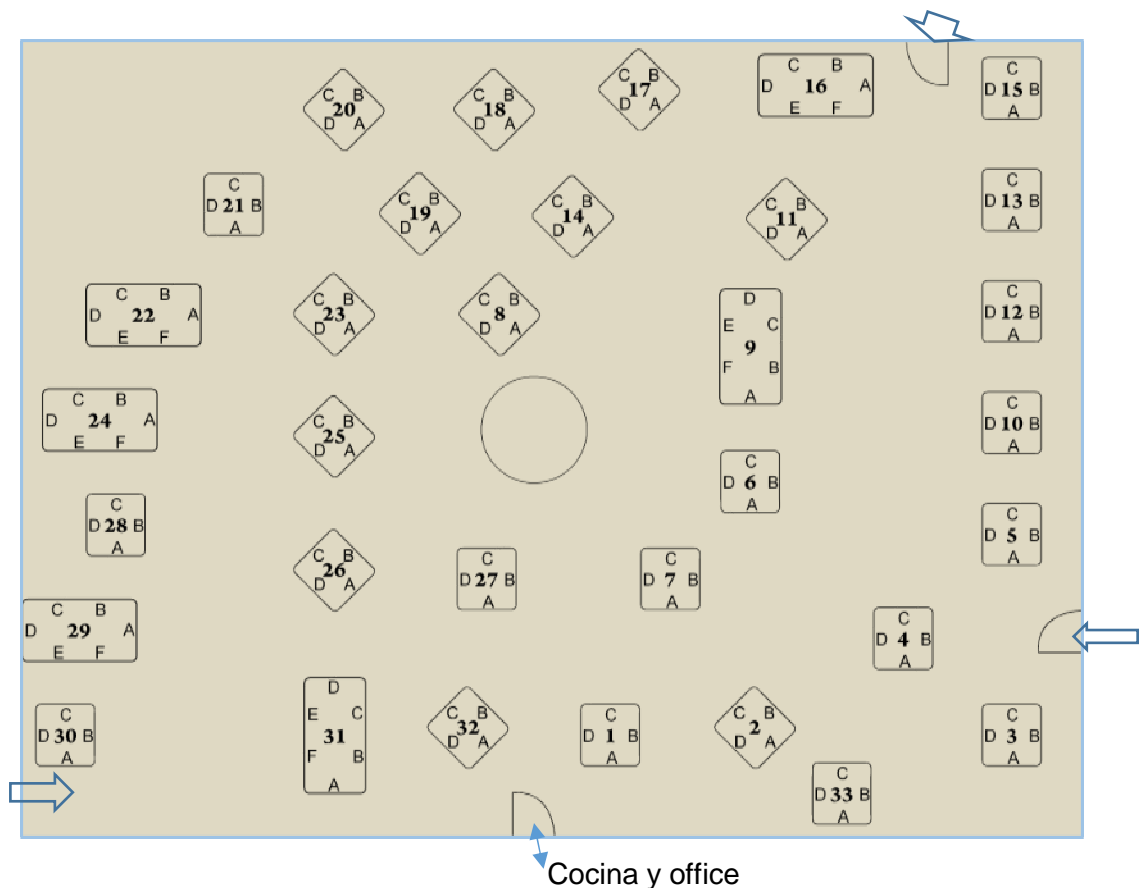 C B
20
D A
C B
18
D A
C B
17
D A
C B
D 16 A
E F
C
D 15 B
A
C
D 21 B
A
C B
19
D A
C B
14
D A
C B
11
D A
C
D 13 B
A
C B
D 22 A
E F
C B
23
D A
C B
8
D A
D
E C
9
F B
A
C
D 12 B
A
C B
D 24 A
E F
C B
25
D A
C
D 10 B
A
C
D 6 B
A
C
D 28 B
A
C
D 5 B
A
C B
26
D A
C
D 27 B
A
C
D 7 B
A
C B
D 29 A
E F
C
D 4 B
A
C
D 30 B
A
D
E C
31
F B
A
C B
32
D A
C
D 1 B
A
C B
2
D A
C
D 3 B
A
C
D 33 B
A
Cocina y office